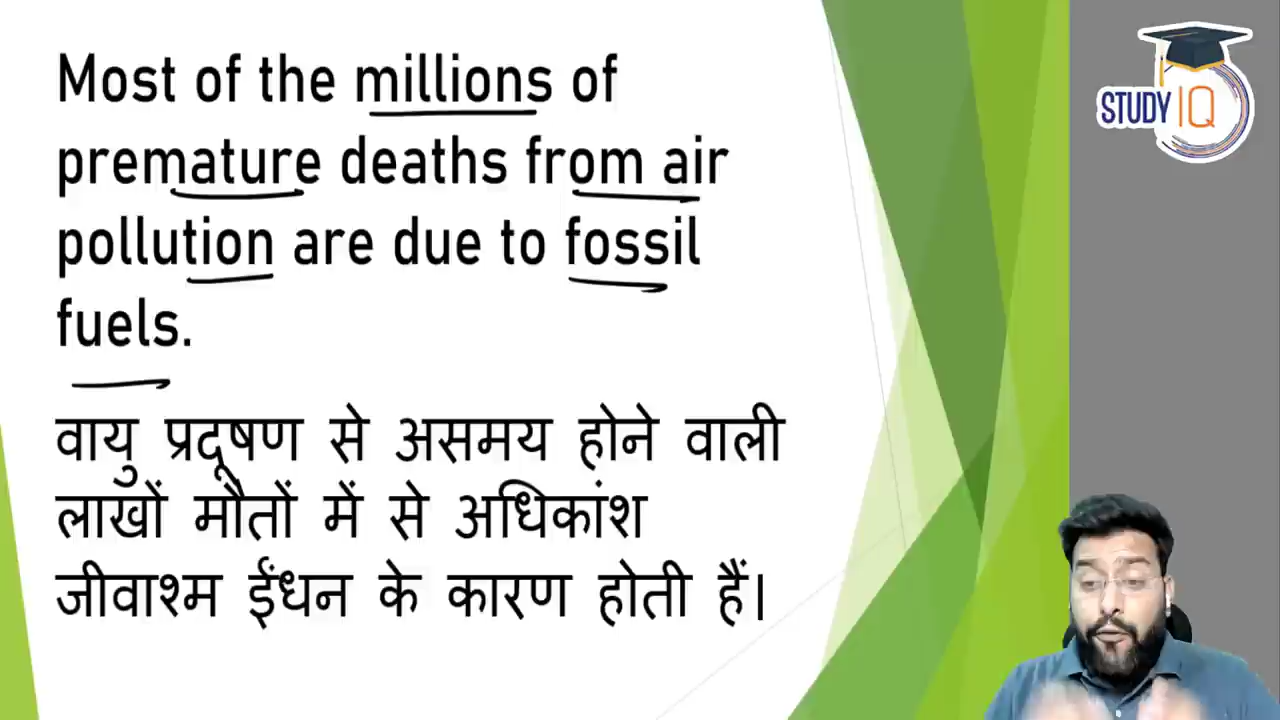 Most of the millions of
premature deaths from air
pollution are due to fossil
fuels.
वायु प्रदूषण से असमय होने वाली
लाखों मौतों में से अधिकांश
जीवाश्म ईंधन के कारण होती हैं।
STUDY IQ